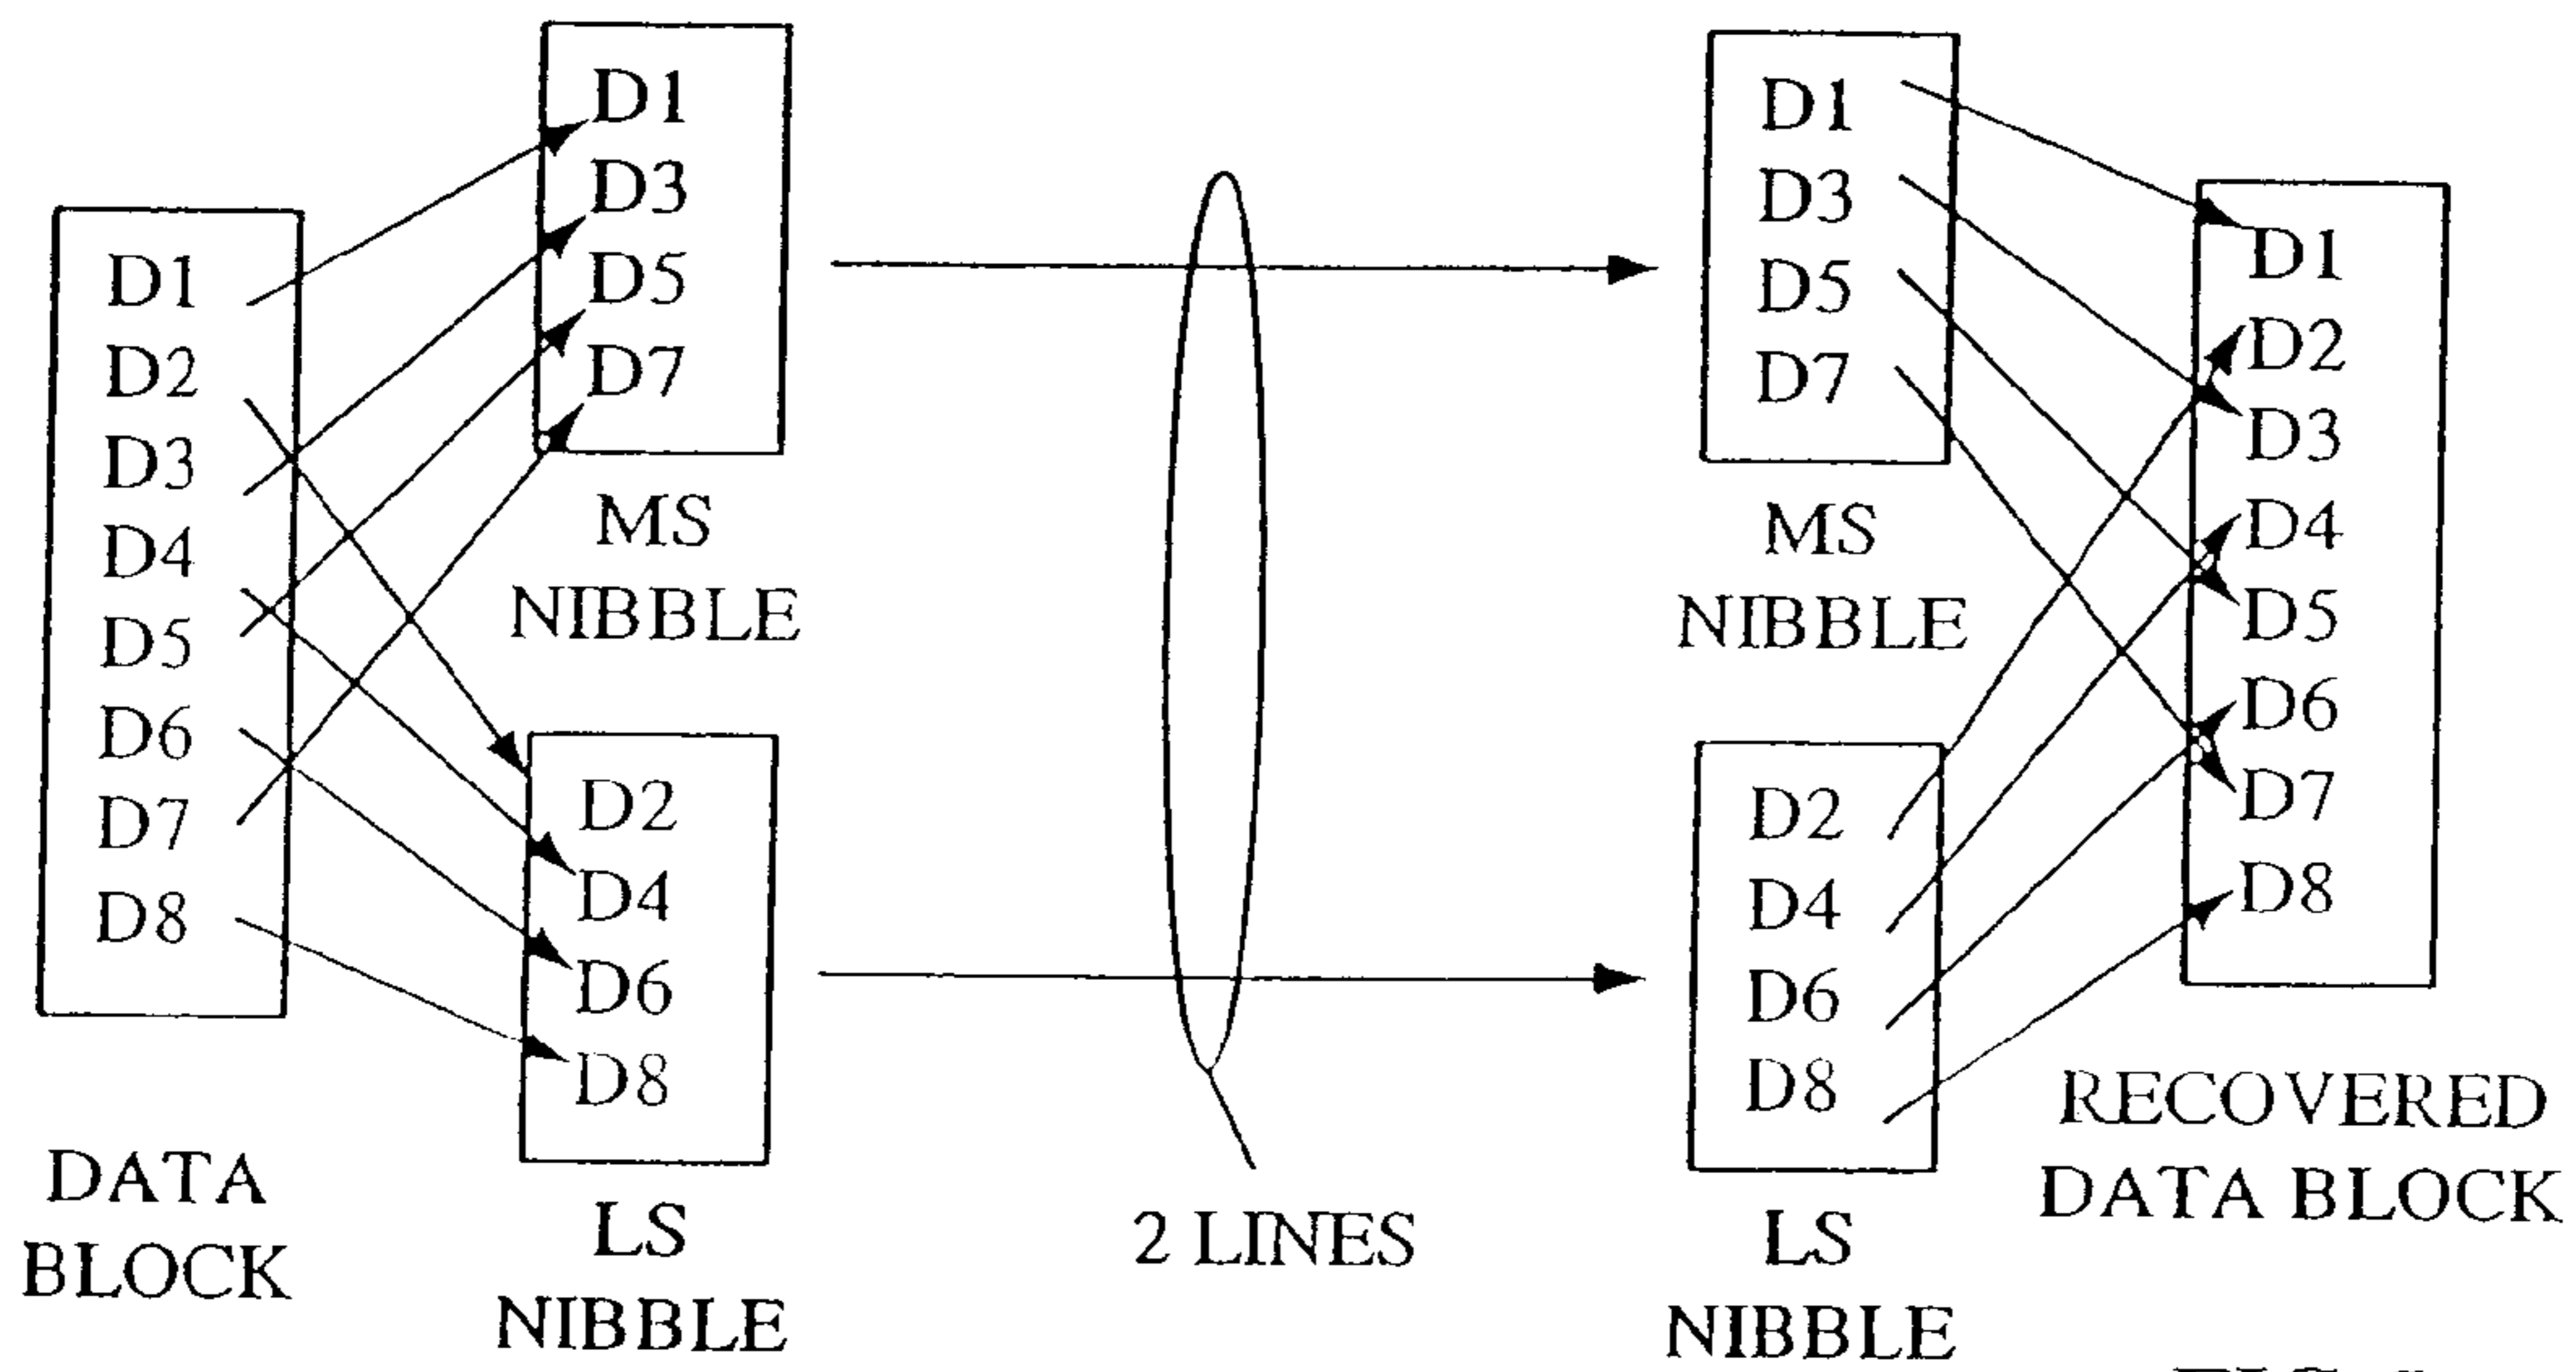 D1
D2
D3
D4
D5
D6
D7
D8
DATA
BLOCK
D1
D3
D5
D7
MS
NIBBLE
D2
D4
D6
D8
LS
NIBBLE
2 LINES
D1
D3
D5
D7
MS
NIBBLE
D2
D4
D6
D8
LS
NIBBLE
D1
D2
D3
D4
D5
D6
D7
D8
RECOVERED
DATA BLOCK